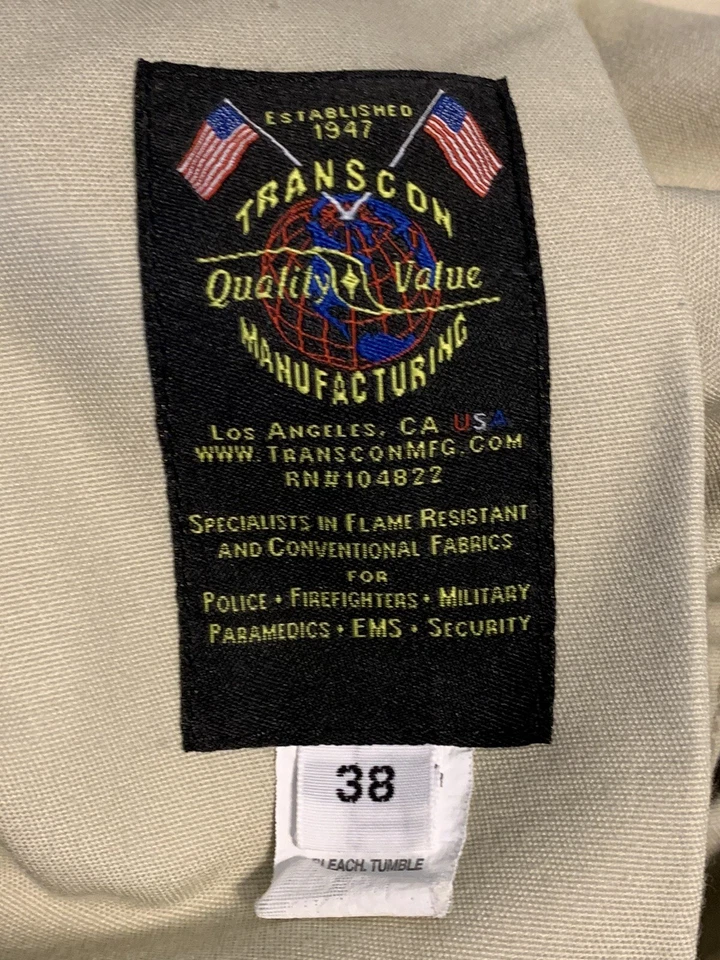 ESTABLISHED
1947
TRANSCON
Quality Value
MANUFACTURING
LOS ANGELES, CA USA
WWW.TRANSCONMFG.COM
RN#104822
SPECIALISTS IN FLAME RESISTANT
AND CONVENTIONAL FABRICS
FOR
POLICE • FIREFIGHTERS • MILITARY
PARAMEDICS • EMS • SECURITY
38
BLEACH. TUMBLE